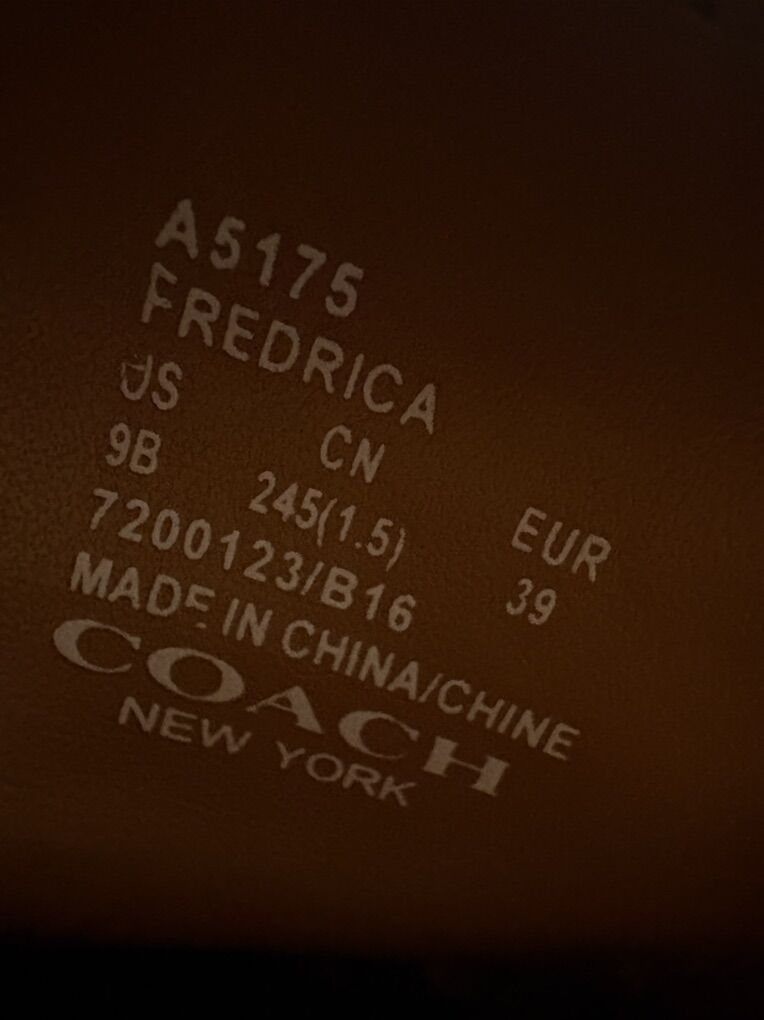 A5175
FREDRICA
US CN EUR
9B 245(1.5) 39
7200123/B16
MADE IN CHINA/CHINE
COACH
NEW YORK